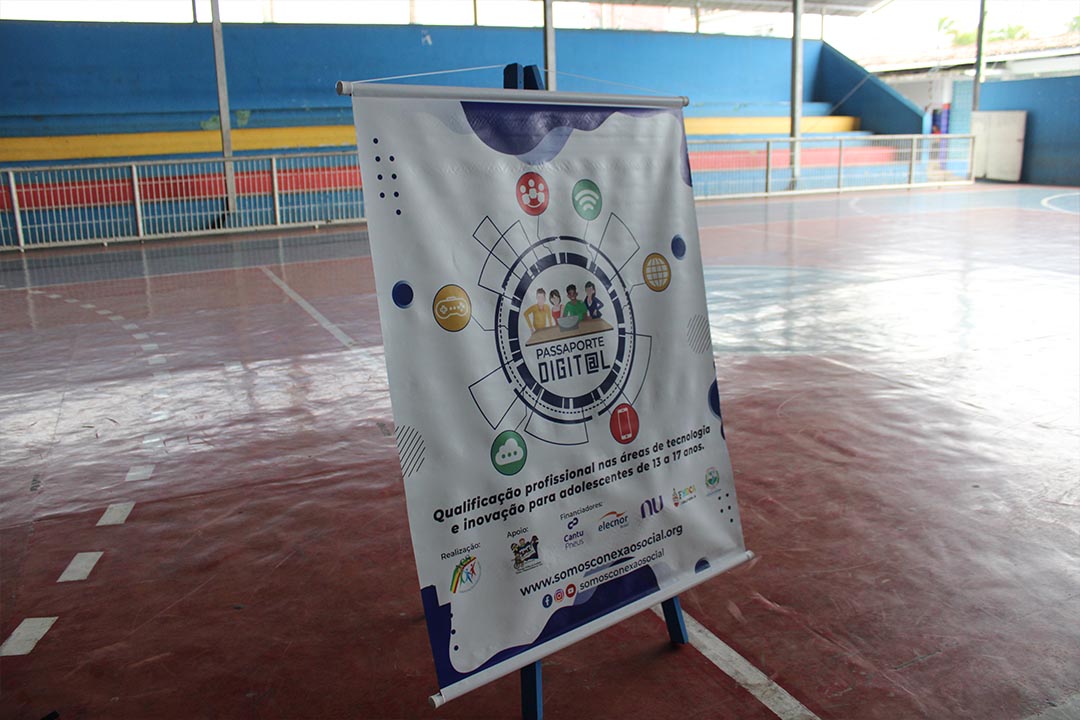 PASSAPORTE
DIGIT@L
Qualificação profissional nas áreas de tecnologia
e inovação para adolescentes de 13 a 17 anos.
Realização:
Apoio:
Financiadores:
Cantu
Pneus
elecnor
nu
www.somosconexaosocial.org
somosconexaosocial